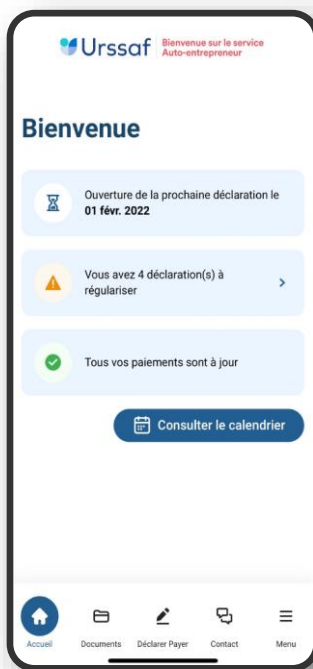 Urssaf
Bienvenue sur le service
Auto-entrepreneur
Bienvenue
Ouverture de la prochaine déclaration le
01 févr. 2022
Vous avez 4 déclaration(s) à
régulariser
Tous vos paiements sont à jour
Consulter le calendrier
Accueil
Documents
Déclarer Payer
Contact
Menu